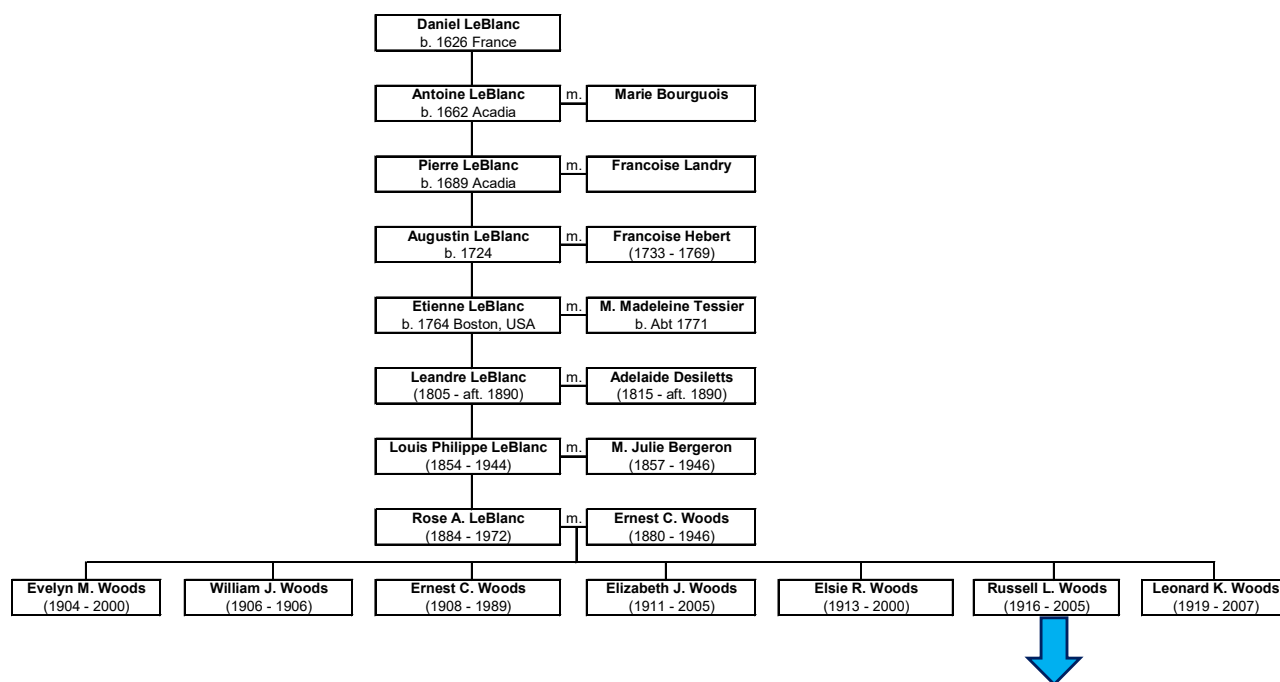 Daniel LeBlanc
b. 1626 France
Antoine LeBlanc
b. 1662 Acadia
m.
Marie Bourguois
Pierre LeBlanc
b. 1689 Acadia
m.
Francoise Landry
Augustin LeBlanc
b. 1724
m.
Francoise Hebert
(1733 - 1769)
Etienne LeBlanc
b. 1764 Boston, USA
m.
M. Madeleine Tessier
b. Abt 1771
Leandre LeBlanc
(1805 - aft. 1890)
m.
Adelaide Desiletts
(1815 - aft. 1890)
Louis Philippe LeBlanc
(1854 - 1944)
m.
M. Julie Bergeron
(1857 - 1946)
Rose A. LeBlanc
(1884 - 1972)
m.
Ernest C. Woods
(1880 - 1946)
Evelyn M. Woods
(1904 - 2000)
William J. Woods
(1906 - 1906)
Ernest C. Woods
(1908 - 1989)
Elizabeth J. Woods
(1911 - 2005)
Elsie R. Woods
(1913 - 2000)
Russell L. Woods
(1916 - 2005)
Leonard K. Woods
(1919 - 2007)